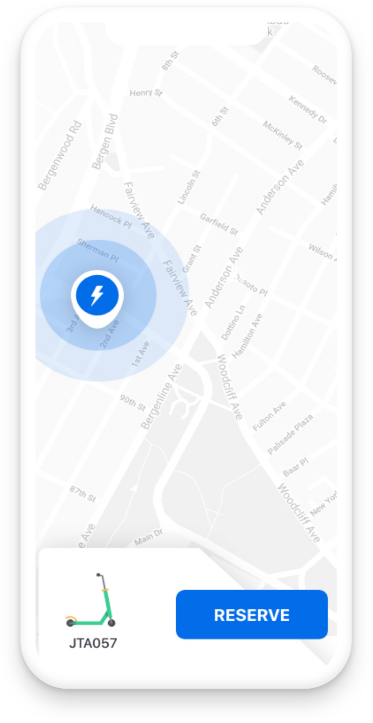 k
8th St
Roosev
Henry St
Kennedy Dr
6th St
Bergen Blvd
McKinley St
Bergenwood Rd
Anderson Ave
Lincoln St
Fairview Ave
Hancock Pl
Garfield St
Sherman Pl
Grant St
Wilson
Anderson Ave
Fairview Ave
soto Pl
3rd A
2nd Ave
Dottino Ln
Hamilton Ave
1st Ave
Bergenline Ave
Woodcliff Ave
90th St
Fulton Ave
Palisade Plaza
Baar Pl
87th St
Woodcliff Ave
New York
e Ave
Main Dr
JTA057
RESERVE